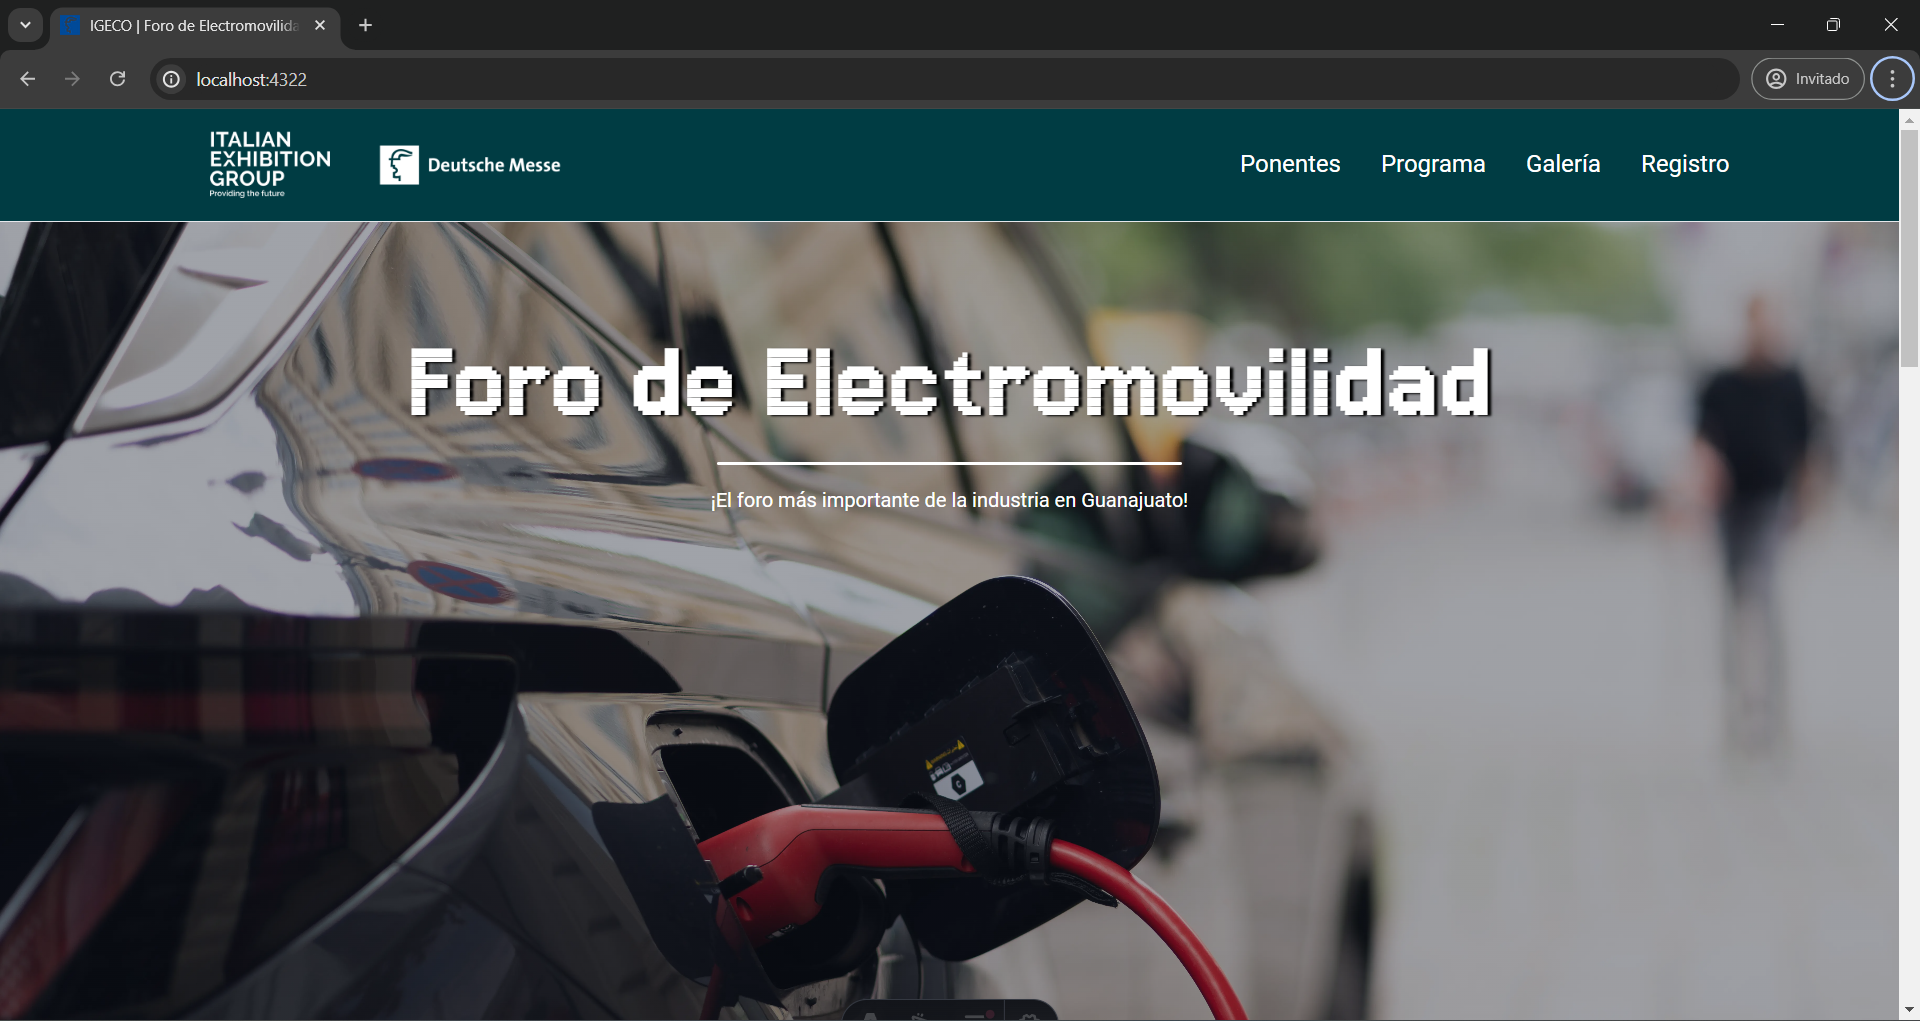 IGECO | Foro de Electromovilida
localhost:4322
Invitado
ITALIAN
EXHIBITION
GROUP
Providing the future
Deutsche Messe
Ponentes
Programa
Galería
Registro
Foro de Electromovilidad
¡El foro más importante de la industria en Guanajuato!